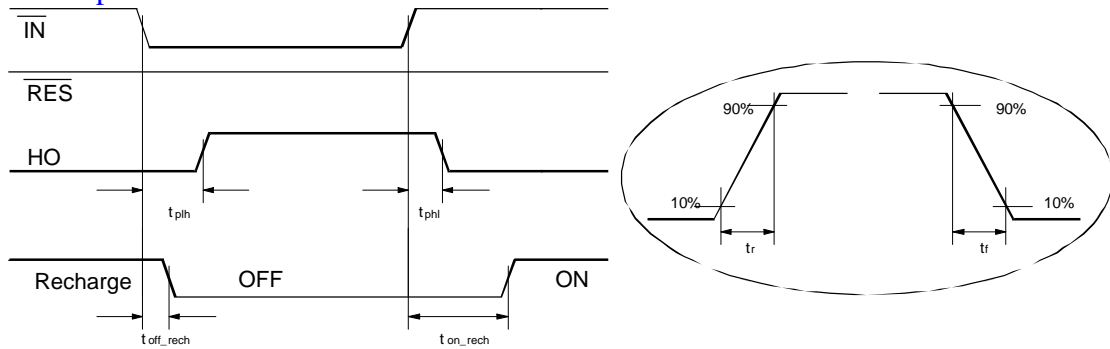 IN
RES
HO
t plh
t phl
Recharge OFF ON
t off_rech
t on_rech
90% 90%
10% 10%
tr tf